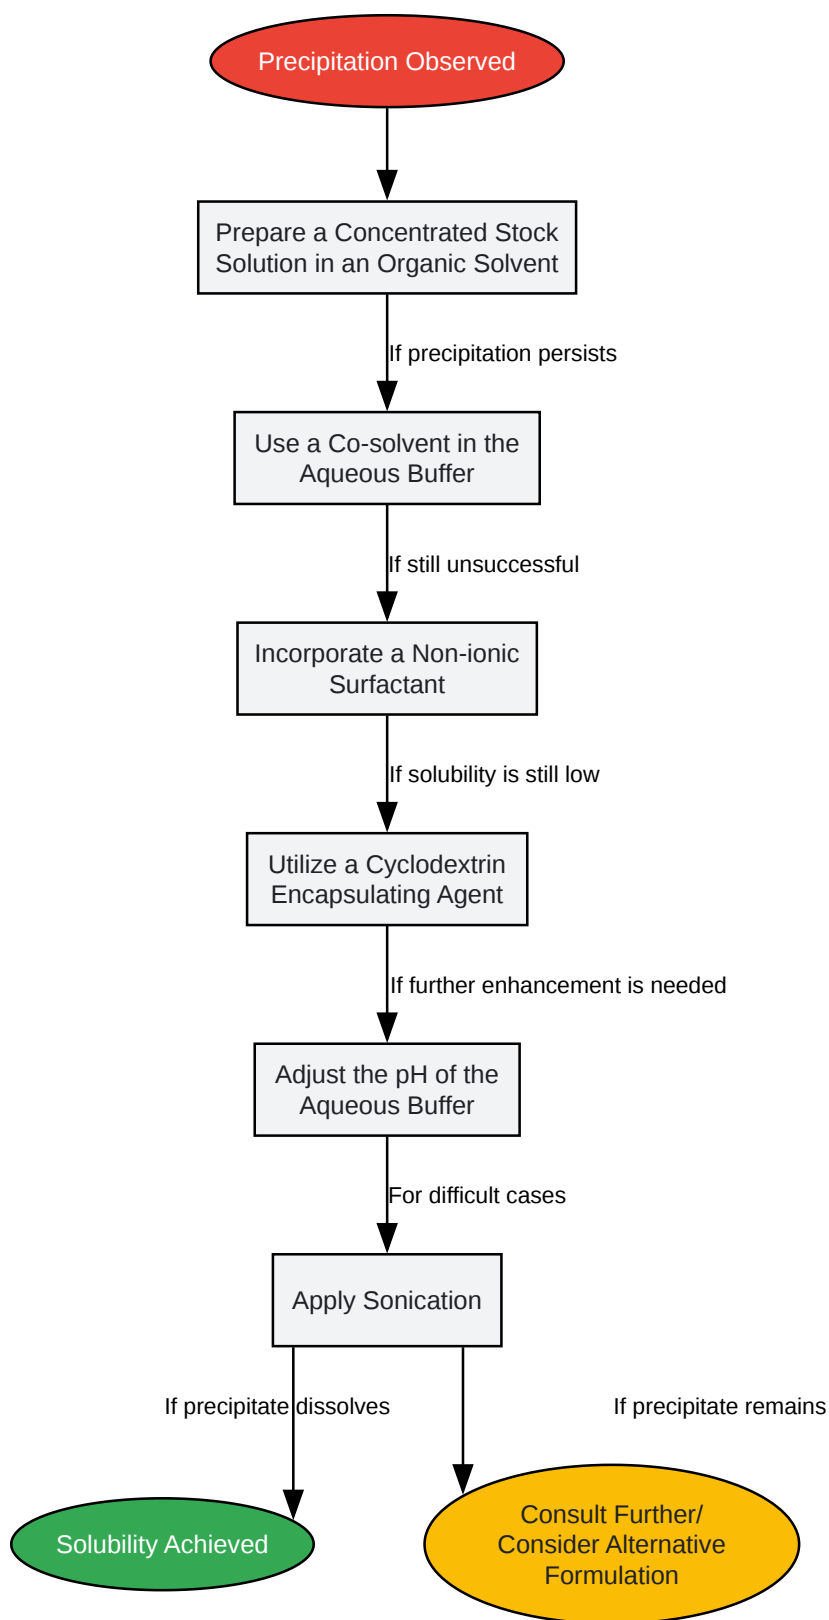 Precipitation Observed
Prepare a Concentrated Stock
Solution in an Organic Solvent
If precipitation persists
Use a Co-solvent in the
Aqueous Buffer
If still unsuccessful
Incorporate a Non-ionic
Surfactant
If solubility is still low
Utilize a Cyclodextrin
Encapsulating Agent
If further enhancement is needed
Adjust the pH of the
Aqueous Buffer
For difficult cases
Apply Sonication
If precipitate dissolves
If precipitate remains
Solubility Achieved
Consult Further/
Consider Alternative
Formulation